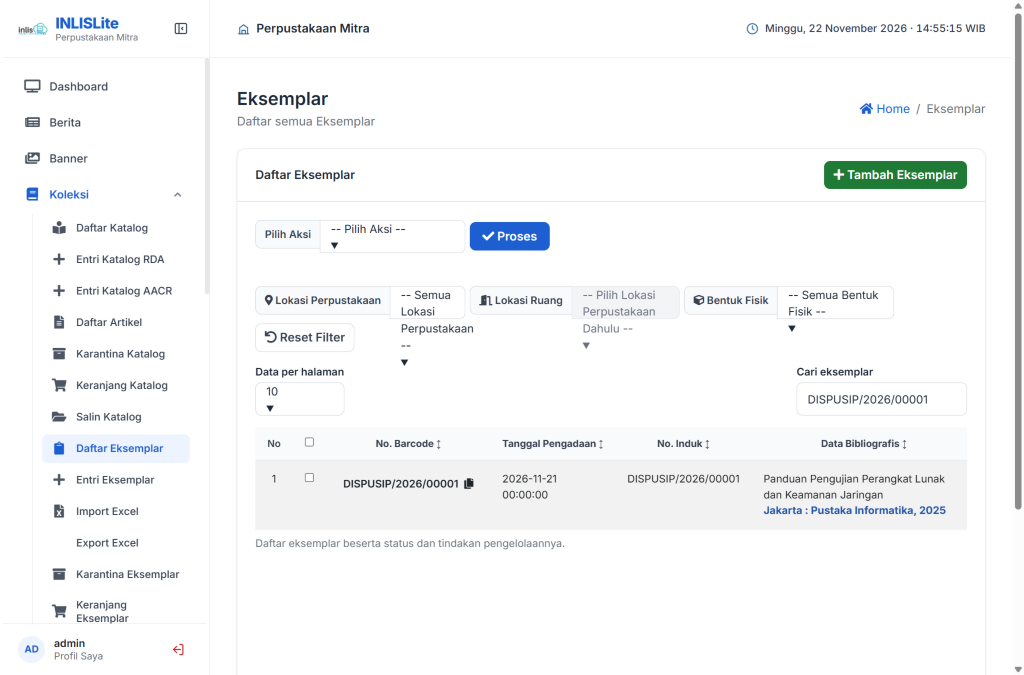 inlis
INLISLite
Perpustakaan Mitra
Perpustakaan Mitra
Minggu, 22 November 2026 · 14:55:15 WIB
Dashboard
Berita
Banner
Koleksi
Daftar Katalog
Entri Katalog RDA
Entri Katalog AACR
Daftar Artikel
Karantina Katalog
Keranjang Katalog
Salin Katalog
Daftar Eksemplar
Entri Eksemplar
Import Excel
Export Excel
Karantina Eksemplar
Keranjang
Eksemplar
AD
admin
Profil Saya
Eksemplar
Daftar semua Eksemplar
Home / Eksemplar
Daftar Eksemplar
Tambah Eksemplar
Pilih Aksi
-- Pilih Aksi --
Proses
Lokasi Perpustakaan
-- Semua
Lokasi
Perpustakaan
--
Lokasi Ruang
-- Pilih Lokasi
Perpustakaan
Dahulu --
Bentuk Fisik
-- Semua Bentuk
Fisik --
Reset Filter
Data per halaman
10
Cari eksemplar
DISPUSIP/2026/00001
No
No. Barcode
Tanggal Pengadaan
No. Induk
Data Bibliografis
1
DISPUSIP/2026/00001
2026-11-21
00:00:00
DISPUSIP/2026/00001
Panduan Pengujian Perangkat Lunak
dan Keamanan Jaringan
Jakarta : Pustaka Informatika, 2025
Daftar eksemplar beserta status dan tindakan pengelolaannya.